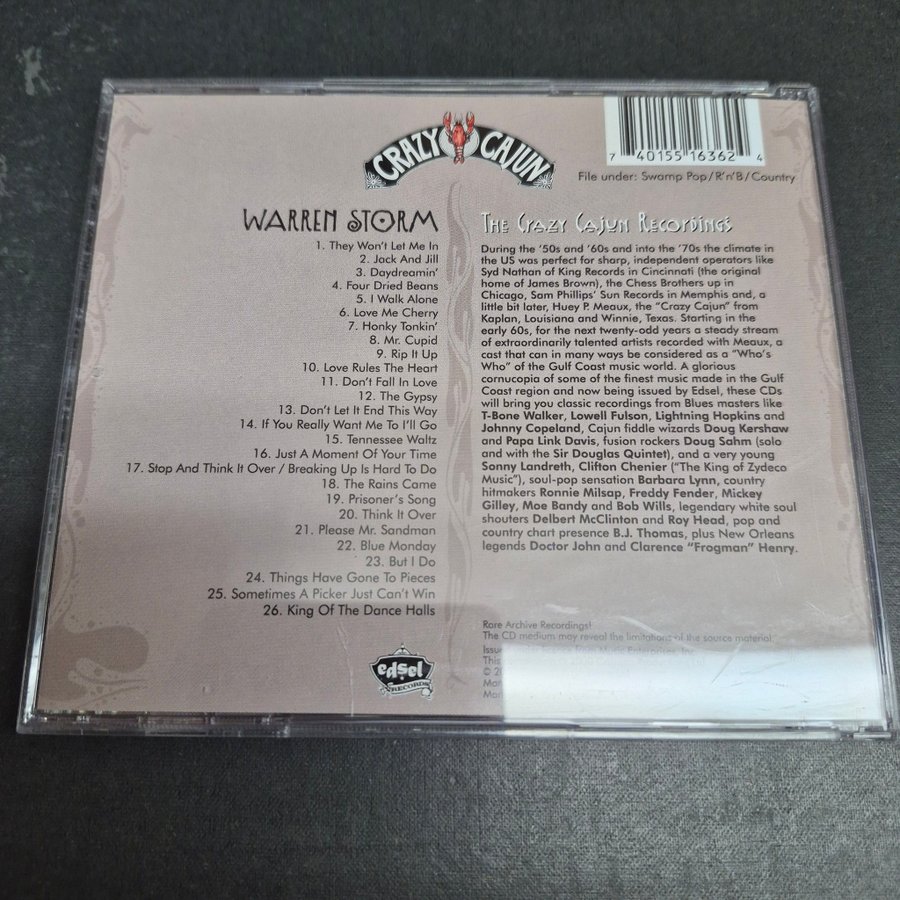 CRAZY CAJUN
7 40155 16362 4
File under: Swamp Pop/R'n'B/Country
WARREN STORM
1. They Won't Let Me In
2. Jack And Jill
3. Daydreamin'
4. Four Dried Beans
5. I Walk Alone
6. Love Me Cherry
7. Honky Tonkin'
8. Mr. Cupid
9. Rip It Up
10. Love Rules The Heart
11. Don't Fall In Love
12. The Gypsy
13. Don't Let It End This Way
14. If You Really Want Me To I'll Go
15. Tennessee Waltz
16. Just A Moment Of Your Time
17. Stop And Think It Over / Breaking Up Is Hard To Do
18. The Rains Came
19. Prisoner's Song
20. Think It Over
21. Please Mr. Sandman
22. Blue Monday
23. But I Do
24. Things Have Gone To Pieces
25. Sometimes A Picker Just Can't Win
26. King Of The Dance Halls
edsel
RECORDS
The Crazy Cajun Recordings
During the '50s and '60s and into the '70s the climate in
the US was perfect for sharp, independent operators like
Syd Nathan of King Records in Cincinnati (the original
home of James Brown), the Chess Brothers up in
Chicago, Sam Phillips' Sun Records in Memphis and, a
little bit later, Huey P. Meaux, the "Crazy Cajun" from
Kaplan, Louisiana and Winnie, Texas. Starting in the
early 60s, for the next twenty-odd years a steady stream
of extraordinarily talented artists recorded with Meaux, a
cast that can in many ways be considered as a "Who's
Who" of the Gulf Coast music world. A glorious
cornucopia of some of the finest music made in the Gulf
Coast region and now being issued by Edsel, these CDs
will bring you classic recordings from Blues masters like
T-Bone Walker, Lowell Fulson, Lightning Hopkins and
Johnny Copeland, Cajun fiddle wizards Doug Kershaw
and Papa Link Davis, fusion rockers Doug Sahm (solo
and with the Sir Douglas Quintet), and a very young
Sonny Landreth, Clifton Chenier ("The King of Zydeco
Music"), soul-pop sensation Barbara Lynn, country
hitmakers Ronnie Milsap, Freddy Fender, Mickey
Gilley, Moe Bandy and Bob Wills, legendary white soul
shouters Delbert McClinton and Roy Head, pop and
country chart presence B.J. Thomas, plus New Orleans
legends Doctor John and Clarence "Frogman" Henry.
Rare Archive Recordings!
The CD medium may reveal the limitations of the source material.
Music Enterprises, Inc.
This